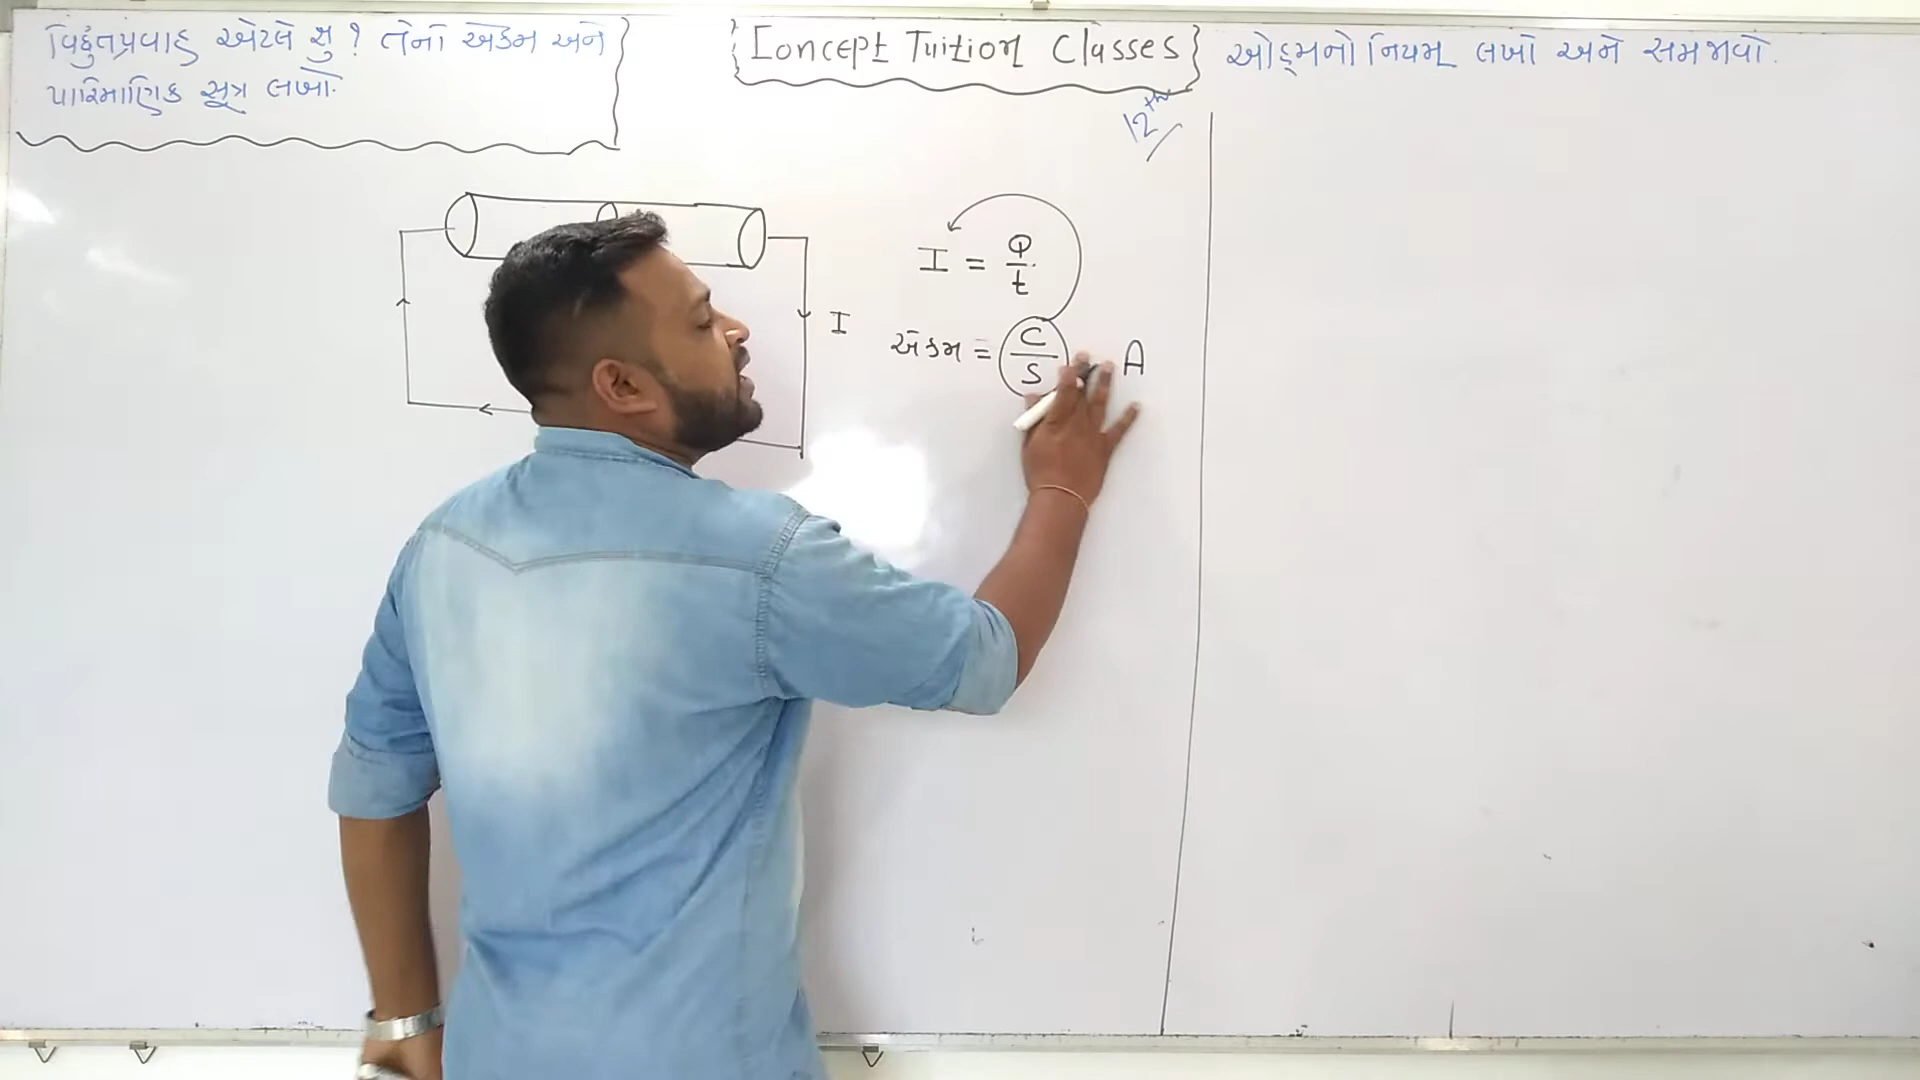 વિદ્યુતપ્રવાહ એટલે શુ ? તેનો એકમ અને
પારિમાણિક સૂત્ર લખો.
Concept Tuition Classes
12th
ઓહ્મનો નિયમ લખો અને સમજાવો.
I
I = Q/t
એકમ = C/S A